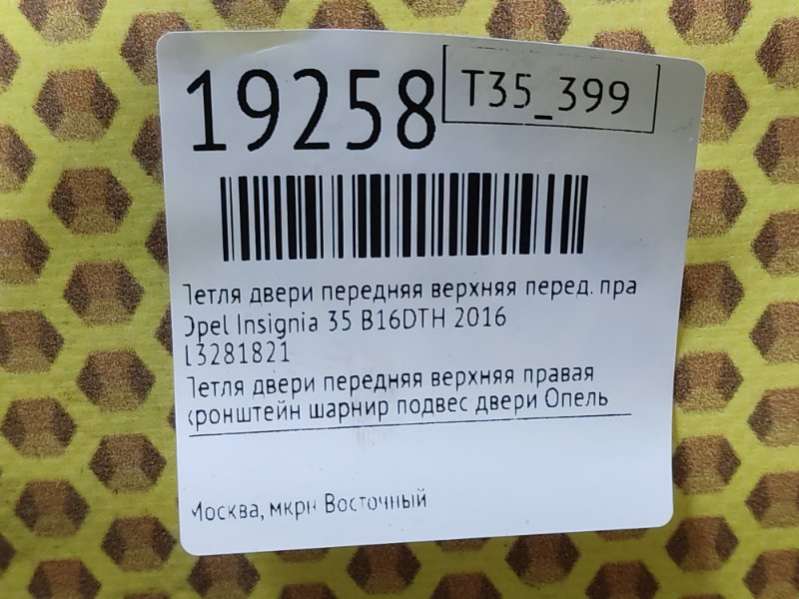 19258
T35_399
Петля двери передняя верхняя перед. пра
Opel Insignia 35 B16DTH 2016
13281821
Петля двери передняя верхняя правая
кронштейн шарнир подвес двери Опель
Москва, мкрн Восточный